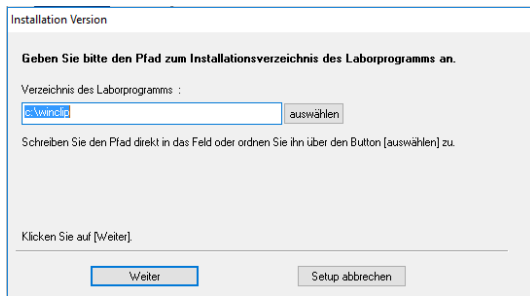 Installation Version
Geben Sie bitte den Pfad zum Installationsverzeichnis des Laborprogramms an.
Verzeichnis des Laborprogramms :
c:\winclip
auswählen
Schreiben Sie den Pfad direkt in das Feld oder ordnen Sie ihn über den Button [auswählen] zu.
Klicken Sie auf [Weiter].
Weiter
Setup abbrechen